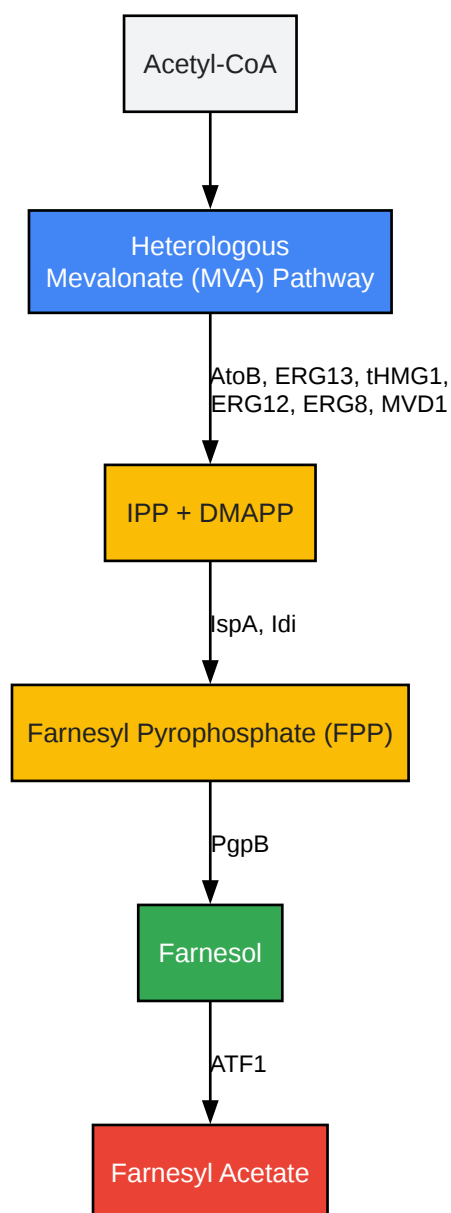 Acetyl-CoA
Heterologous
Mevalonate (MVA) Pathway
AtoB, ERG13, tHMG1,
ERG12, ERG8, MVD1
IPP + DMAPP
IspA, Idi
Farnesyl Pyrophosphate (FPP)
PgpB
Farnesol
ATF1
Farnesyl Acetate